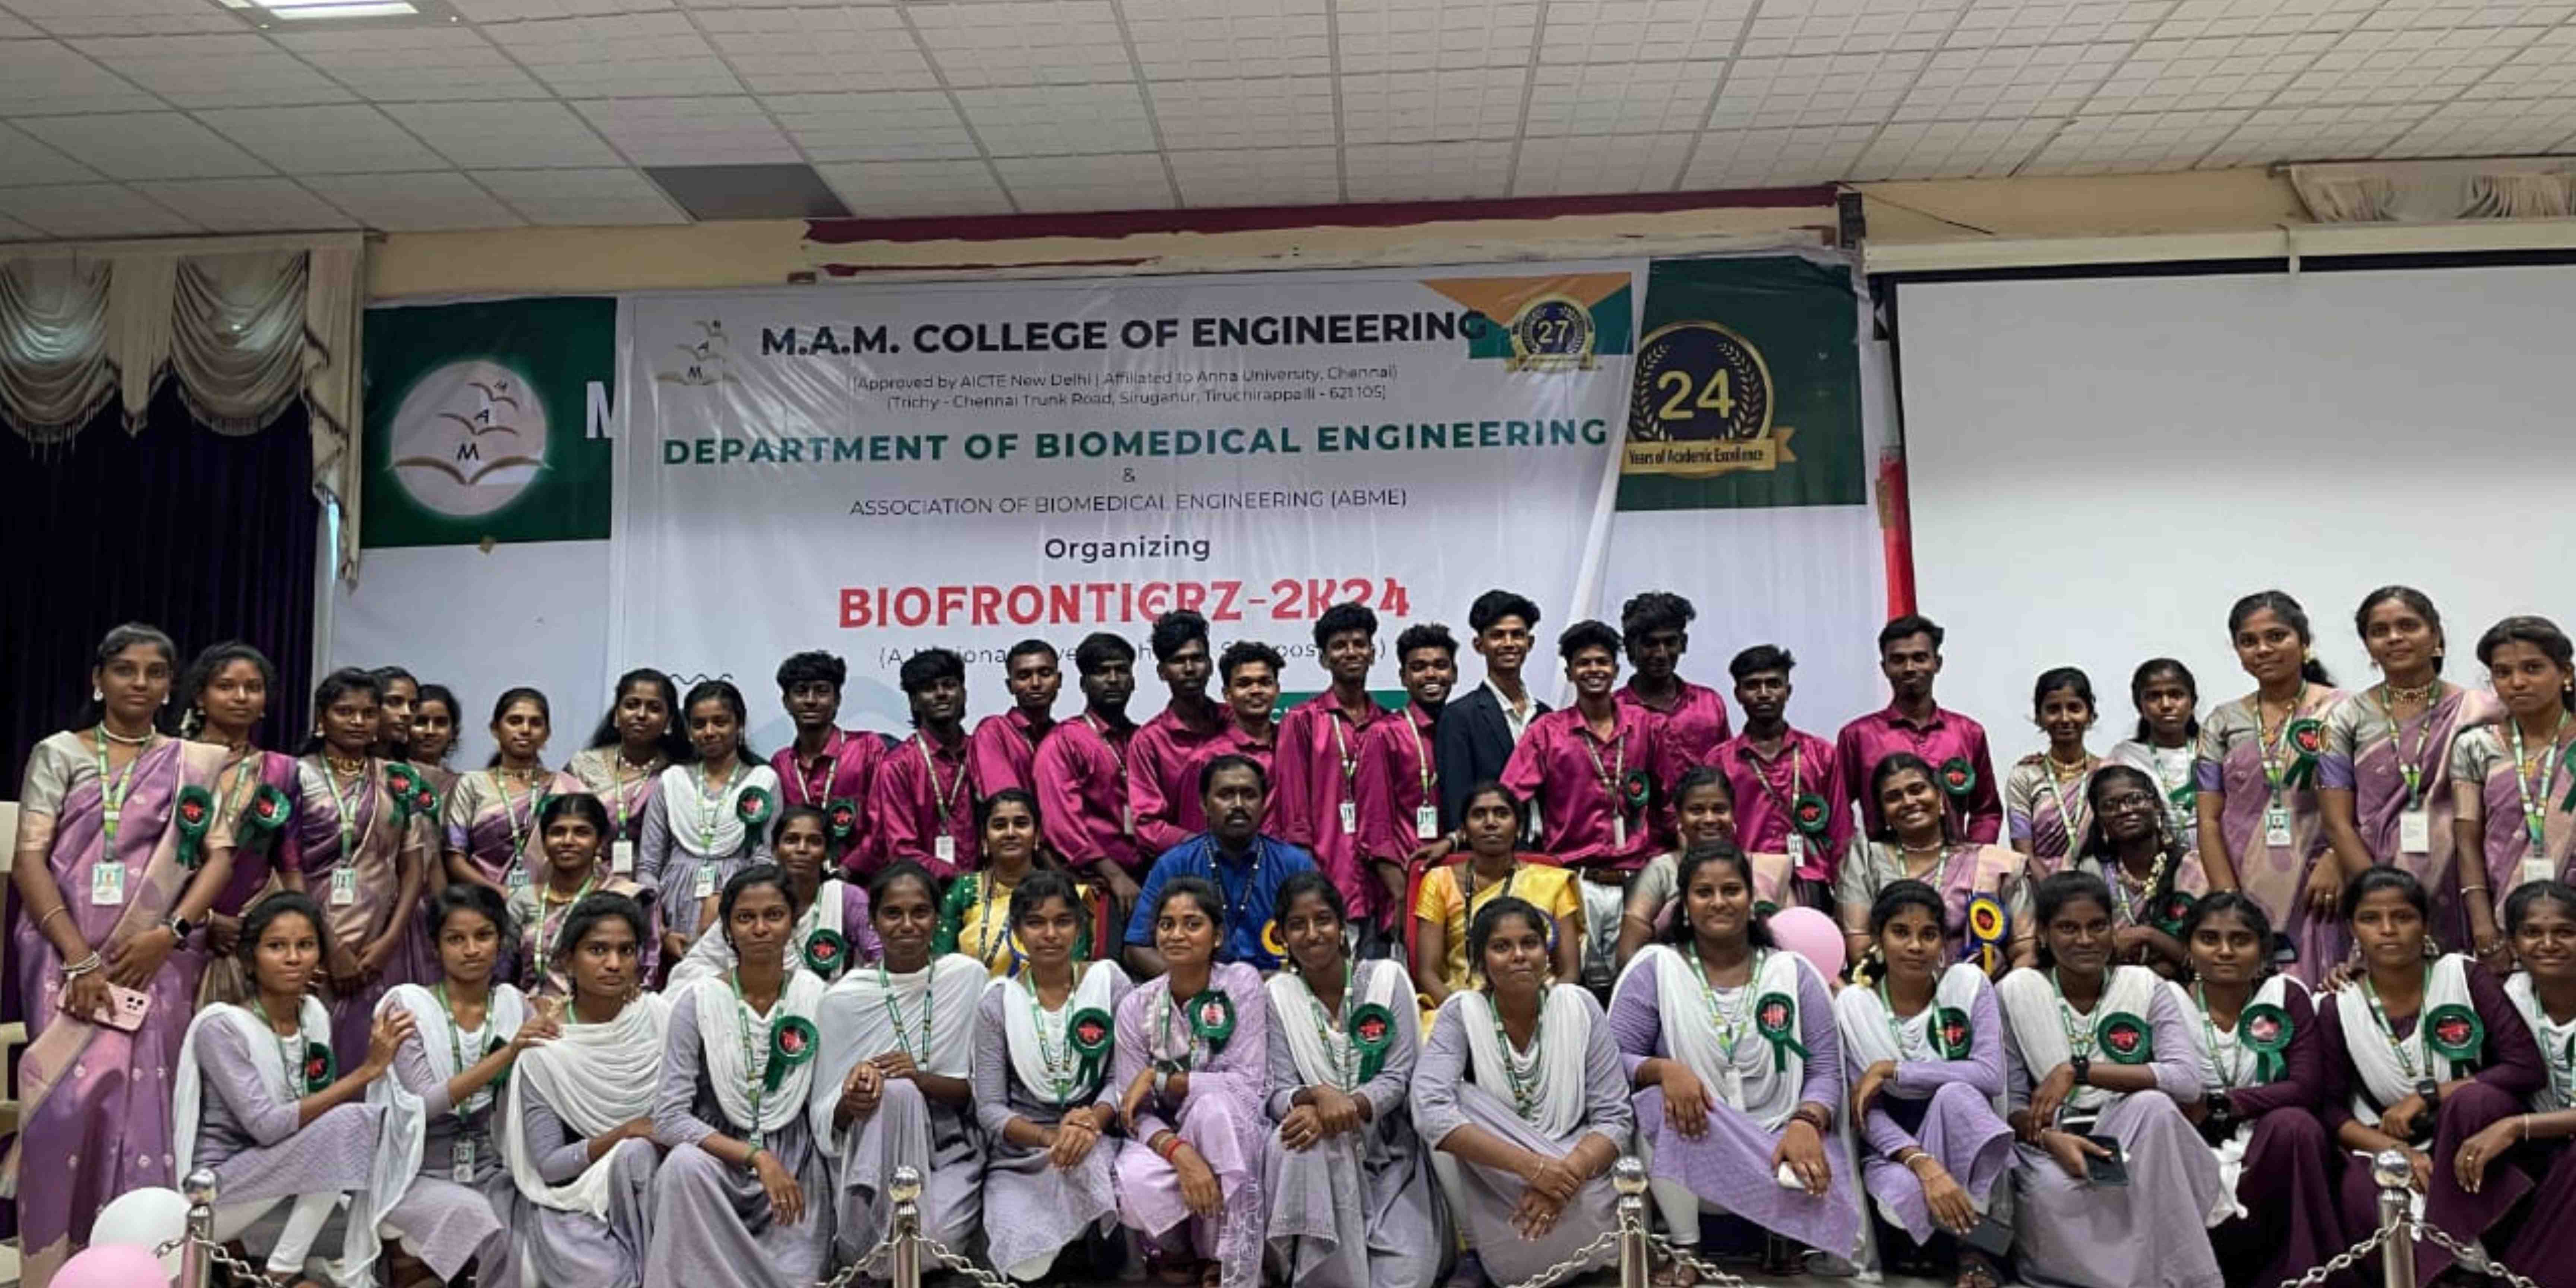 M.A.M. COLLEGE OF ENGINEERING
27
(Approved by AICTE New Delhi | Affiliated to Anna University, Chennai)
(Trichy - Chennai Trunk Road, Siruganur, Tiruchirappalli - 621 105)
DEPARTMENT OF BIOMEDICAL ENGINEERING
&
ASSOCIATION OF BIOMEDICAL ENGINEERING (ABME)
Organizing
BIOFRONTIERZ-2K24
(A
M
A
M
M
A
M
M
24
Years of Academic Excellence